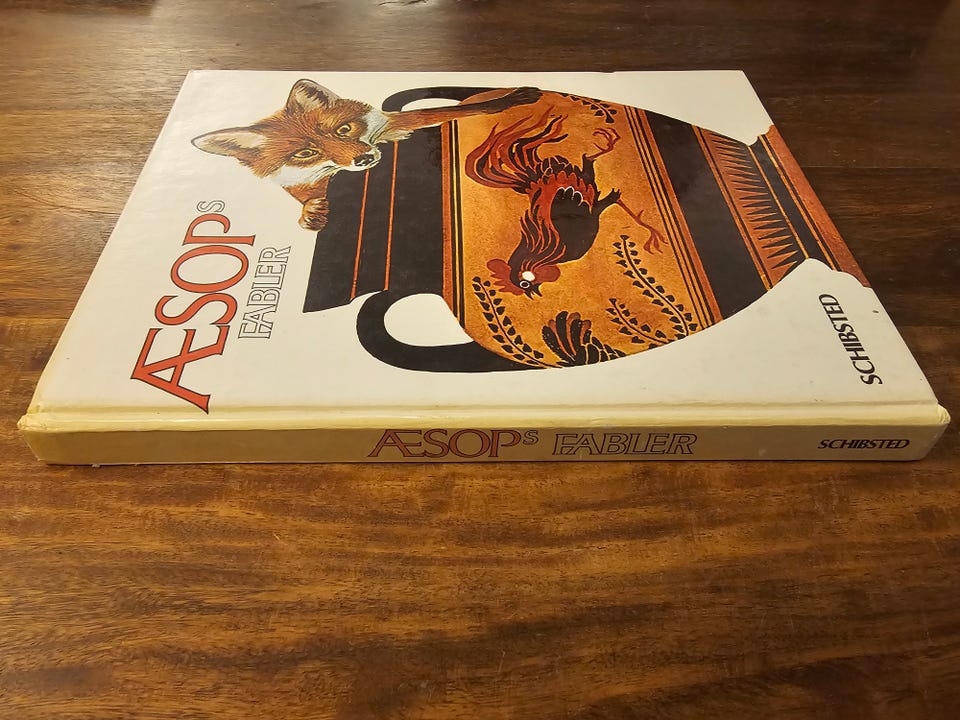 ÆSOPs
FABLER
SCHIBSTED
ÆSOPs FABLER SCHIBSTED